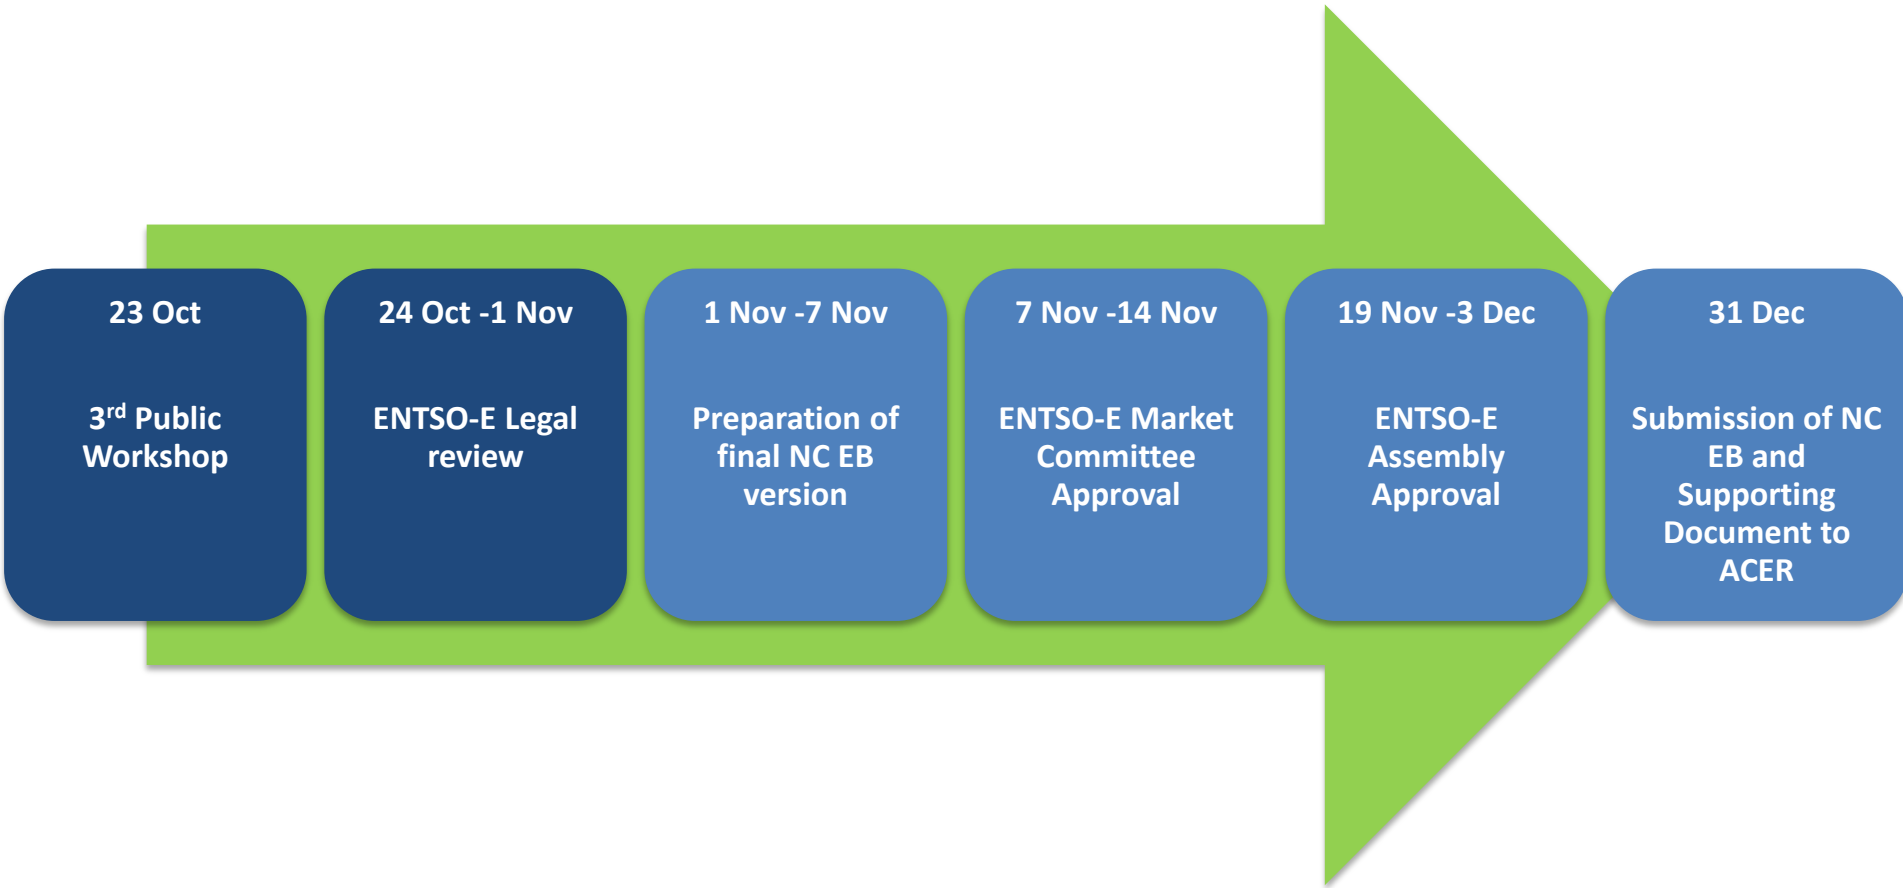 23 Oct
3rd Public
Workshop
24 Oct -1 Nov
ENTSO-E Legal
review
1 Nov -7 Nov
Preparation of
final NC EB
version
7 Nov -14 Nov
ENTSO-E Market
Committee
Approval
19 Nov -3 Dec
ENTSO-E
Assembly
Approval
31 Dec
Submission of NC
EB and
Supporting
Document to
ACER